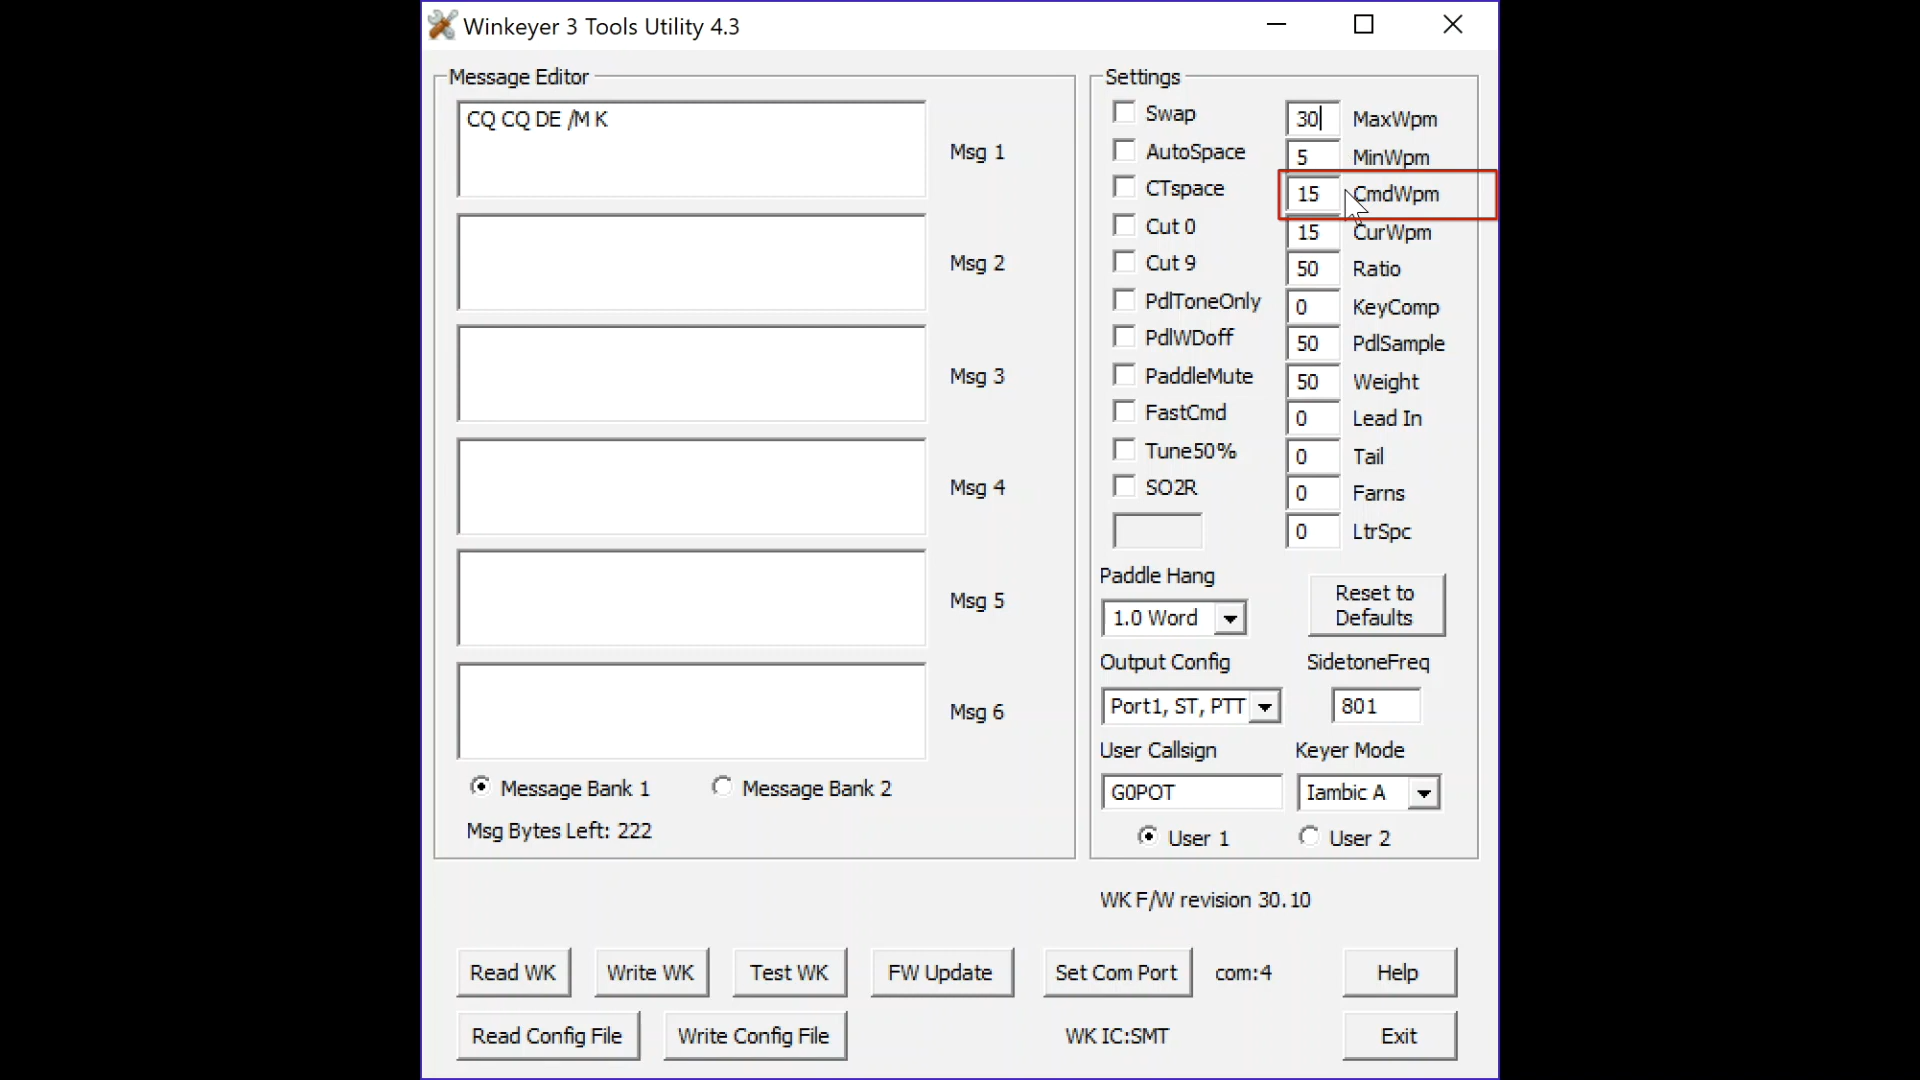 Winkeyer 3 Tools Utility 4.3
Message Editor
CQ CQ DE /M K
Msg 1
Msg 2
Msg 3
Msg 4
Msg 5
Msg 6
Message Bank 1
Message Bank 2
Msg Bytes Left: 222
Settings
Swap
AutoSpace
CTspace
Cut 0
Cut 9
PdlToneOnly
PdlWDoff
PaddleMute
FastCmd
Tune50%
SO2R
30 MaxWpm
5 MinWpm
15 CmdWpm
15 CurWpm
50 Ratio
0 KeyComp
50 PdlSample
50 Weight
0 Lead In
0 Tail
0 Farns
0 LtrSpc
Paddle Hang
1.0 Word
Reset to
Defaults
Output Config
SidetoneFreq
Port1, ST, PTT
801
User Callsign
Keyer Mode
G0POT
Iambic A
User 1
User 2
WK F/W revision 30.10
Read WK
Write WK
Test WK
FW Update
Set Com Port
com:4
Help
Read Config File
Write Config File
WK IC:SMT
Exit